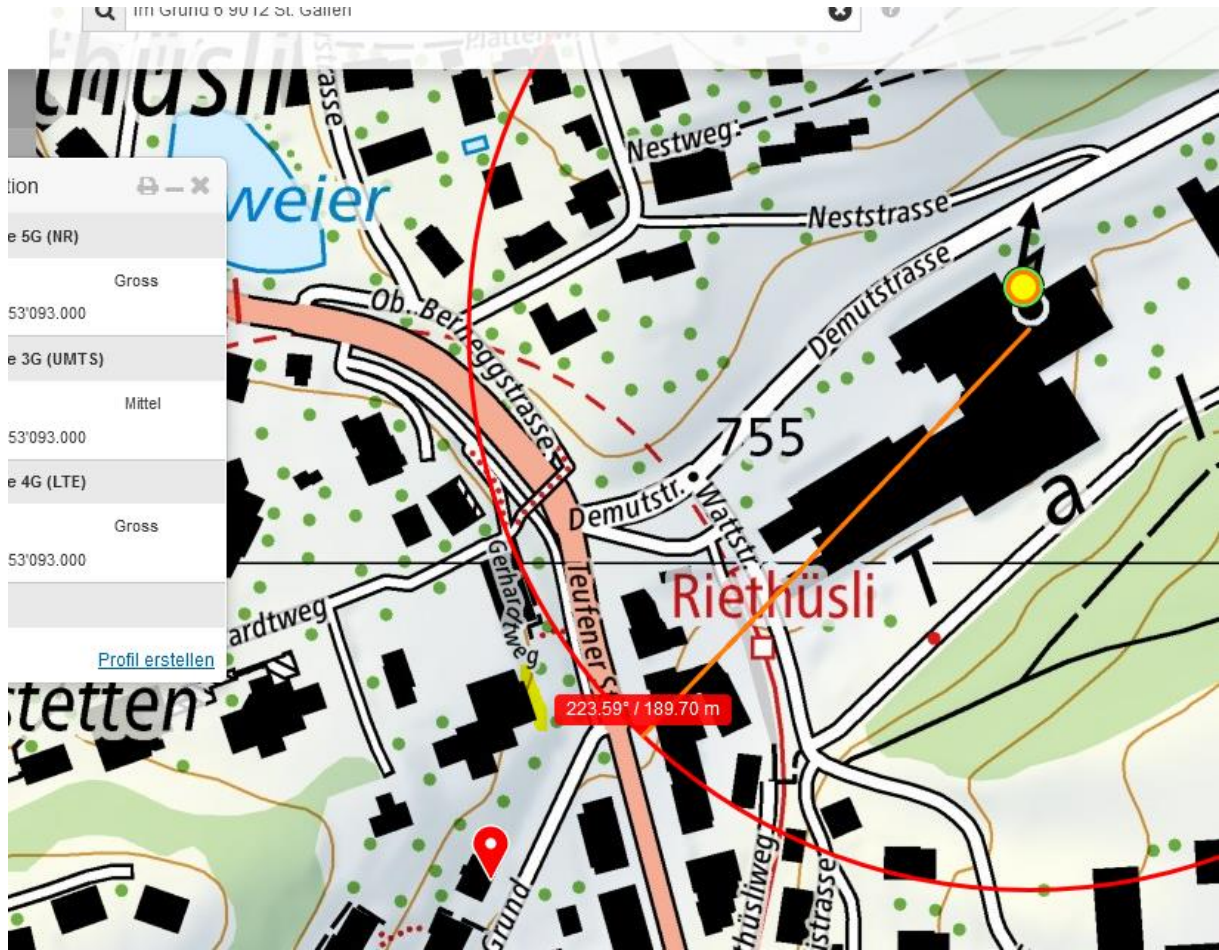 Im Grund 6 9012 St. Gallen
thüsli
strasse
weier
Nestweg
Neststrasse
Ob. Berneggstrasse
Demutstrasse
tion
e 5G (NR)
Gross
53'093.000
e 3G (UMTS)
Mittel
53'093.000
e 4G (LTE)
Gross
53'093.000
Profil erstellen
755
Demutstr.
Wattstr.
Gerhardtweg
Teufener S
Riethüsli
T
a
l
ardtweg
stetten
223.59° / 189.70 m
Grund
hüsliweg
istrasse